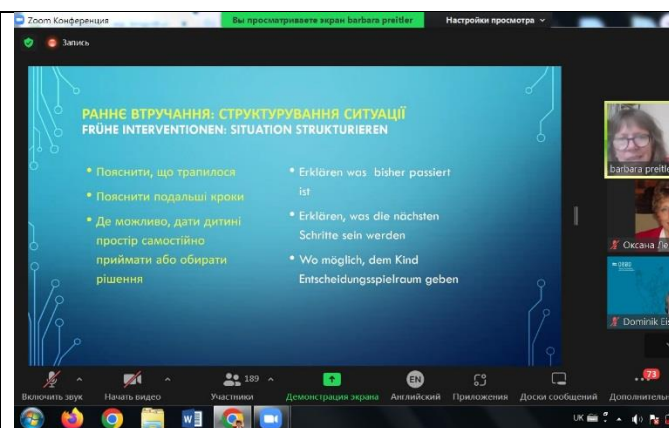 Zoom Конференция
Вы просматриваете экран barbara preitler
Настройки просмотра
Запись
РАННЄ ВТРУЧАННЯ: СТРУКТУРУВАННЯ СИТУАЦІЇ
FRÜHE INTERVENTIONEN: SITUATION STRUKTURIEREN
• Пояснити, що трапилося
• Пояснити подальші кроки
• Де можливо, дати дитині
простір самостійно
приймати або обирати
рішення
• Erklären was bisher passiert
ist
• Erklären, was die nächsten
Schritte sein werden
• Wo möglich, dem Kind
Entscheidungsspielraum geben
barbara preitle
Оксана Ле
Dominik Eis
189
EN
73
Включить звук
Начать видео
Участники
Демонстрация экрана
Английский
Приложения
Доски сообщений
Дополнитель
W
UK